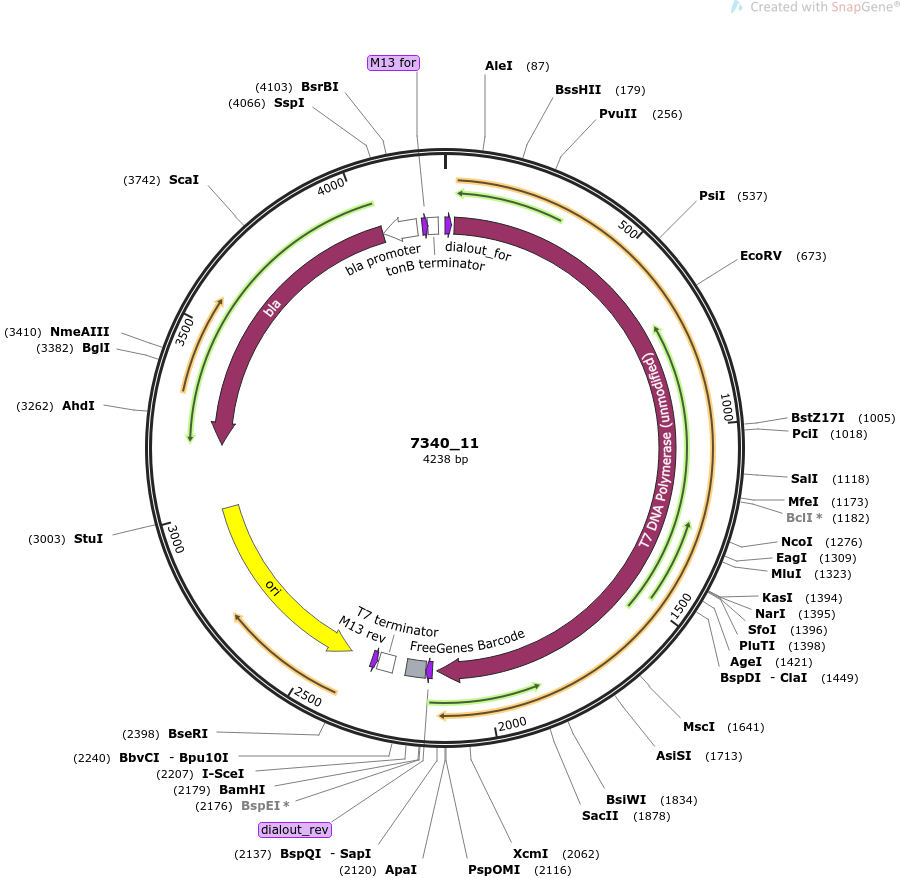 Created with SnapGene®
M13 for
AleI (87)
(4103) BsrBI
BssHII (179)
(4066) SspI
PvuII (256)
(3742) ScaI
4000
PsiI (537)
500
EcoRV (673)
bla promoter
dialout_for
tonB terminator
bla
(3410) NmeAIII
3500
(3382) BglI
T7 DNA Polymerase (unmodified)
(3262) AhdI
1000
BstZ17I (1005)
PciI (1018)
7340_11
4238 bp
SalI (1118)
MfeI (1173)
BclI * (1182)
(3003) StuI
3000
NcoI (1276)
EagI (1309)
MluI (1323)
ori
KasI (1394)
NarI (1395)
1500
SfoI (1396)
T7 terminator
M13 rev
FreeGenes Barcode
PluTI (1398)
AgeI (1421)
BspDI - ClaI (1449)
2500
2000
MscI (1641)
(2398) BseRI
AsiSI (1713)
(2240) BbvCI - Bpu10I
(2207) I-SceI
(2179) BamHI
BsiWI (1834)
(2176) BspEI *
SacII (1878)
dialout_rev
(2137) BspQI - SapI
XcmI (2062)
(2120) ApaI
PspOMI (2116)